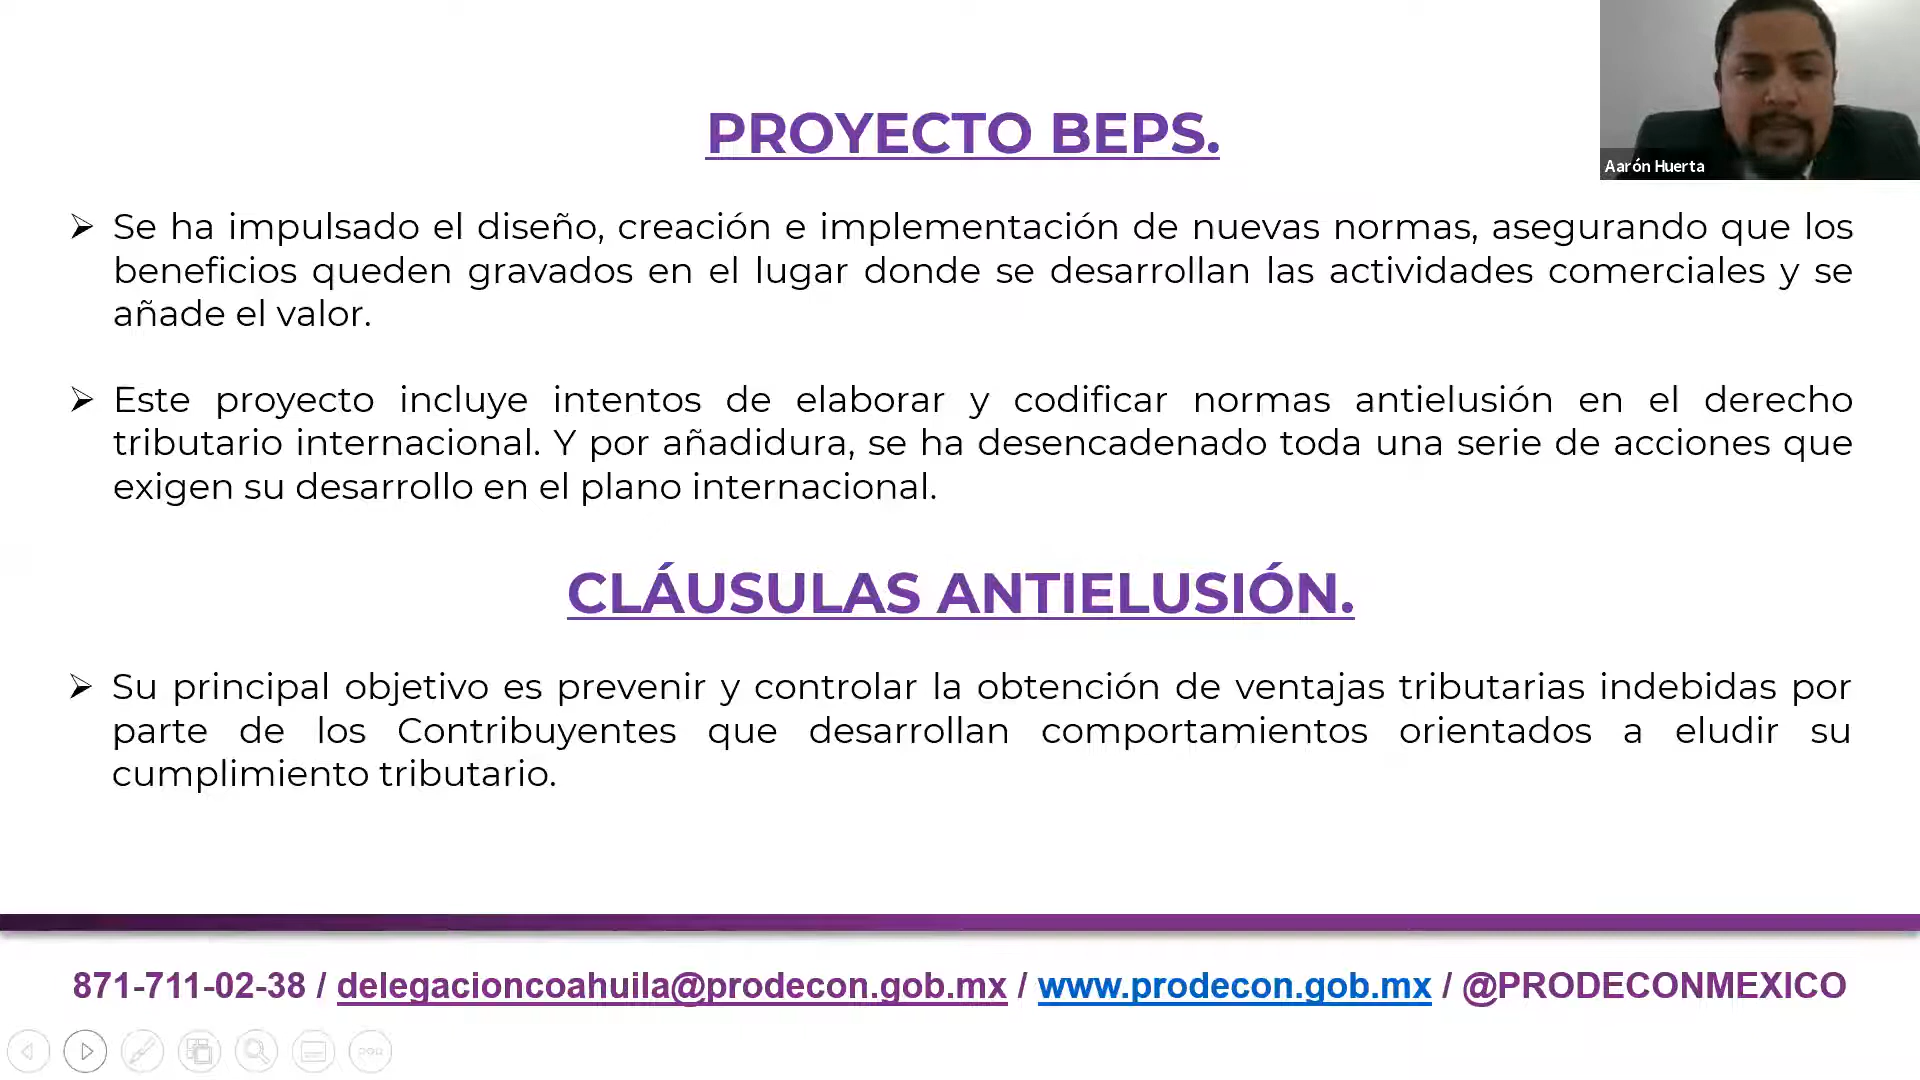 PROYECTO BEPS.
Aarón Huerta
Se ha impulsado el diseño, creación e implementación de nuevas normas, asegurando que los
beneficios queden gravados en el lugar donde se desarrollan las actividades comerciales y se
añade el valor.
Este proyecto incluye intentos de elaborar y codificar normas antielusión en el derecho
tributario internacional. Y por añadidura, se ha desencadenado toda una serie de acciones que
exigen su desarrollo en el plano internacional.
CLÁUSULAS ANTIELUSIÓN.
Su principal objetivo es prevenir y controlar la obtención de ventajas tributarias indebidas por
parte de los Contribuyentes que desarrollan comportamientos orientados a eludir su
cumplimiento tributario.
871-711-02-38 / delegacioncoahuila@prodecon.gob.mx / www.prodecon.gob.mx / @PRODECONMEXICO